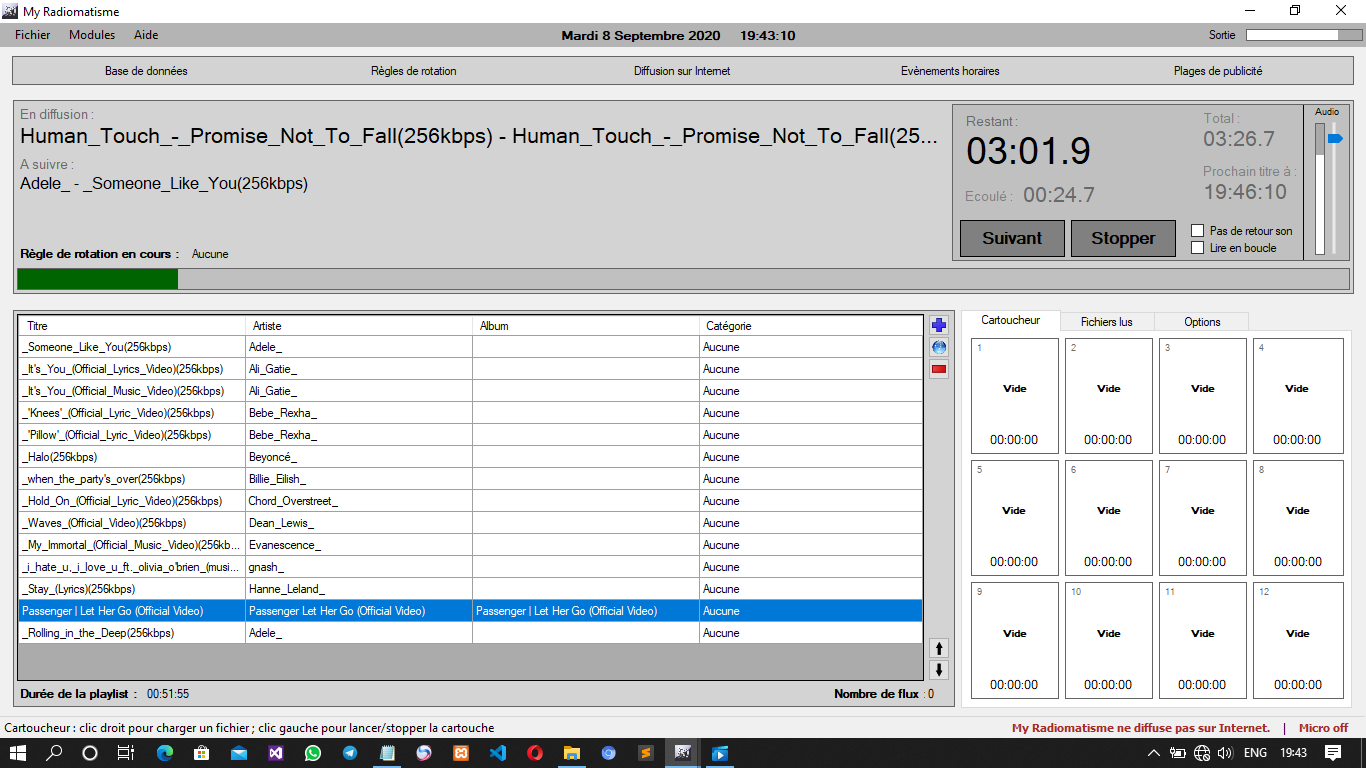 My Radiomatisme
Fichier Modules Aide Mardi 8 Septembre 2020 19:43:10 Sortie
Base de données Règles de rotation Diffusion sur Internet Evènements horaires Plages de publicité
En diffusion :
Human_Touch_-_Promise_Not_To_Fall(256kbps) - Human_Touch_-_Promise_Not_To_Fall(25...
A suivre :
Adele_ - _Someone_Like_You(256kbps)
Règle de rotation en cours : Aucune
Restant :
03:01.9
Ecoulé : 00:24.7
Total :
03:26.7
Prochain titre à :
19:46:10
Suivant Stopper
Pas de retour son
Lire en boucle
Audio
Titre Artiste Album Catégorie
_Someone_Like_You(256kbps) Adele_ Aucune
_It's_You_(Official_Lyrics_Video)(256kbps) Ali_Gatie_ Aucune
_It's_You_(Official_Music_Video)(256kbps) Ali_Gatie_ Aucune
_'Knees'_(Official_Lyric_Video)(256kbps) Bebe_Rexha_ Aucune
_'Pillow'_(Official_Lyric_Video)(256kbps) Bebe_Rexha_ Aucune
_Halo(256kbps) Beyoncé_ Aucune
_when_the_party's_over(256kbps) Billie_Eilish_ Aucune
_Hold_On_(Official_Lyric_Video)(256kbps) Chord_Overstreet_ Aucune
_Waves_(Official_Video)(256kbps) Dean_Lewis_ Aucune
_My_Immortal_(Official_Music_Video)(256kb... Evanescence_ Aucune
_i_hate_u,_i_love_u_ft._olivia_o'brien_(musi... gnash_ Aucune
_Stay_(Lyrics)(256kbps) Hanne_Leland_ Aucune
Passenger | Let Her Go (Official Video) Passenger Let Her Go (Official Video) Passenger | Let Her Go (Official Video) Aucune
_Rolling_in_the_Deep(256kbps) Adele_ Aucune
Durée de la playlist : 00:51:55 Nombre de flux : 0
Cartoucheur Fichiers lus Options
1 2 3 4
Vide Vide Vide Vide
00:00:00 00:00:00 00:00:00 00:00:00
5 6 7 8
Vide Vide Vide Vide
00:00:00 00:00:00 00:00:00 00:00:00
9 10 11 12
Vide Vide Vide Vide
00:00:00 00:00:00 00:00:00 00:00:00
Cartoucheur : clic droit pour charger un fichier ; clic gauche pour lancer/stopper la cartouche My Radiomatisme ne diffuse pas sur Internet. | Micro off
ENG 19:43